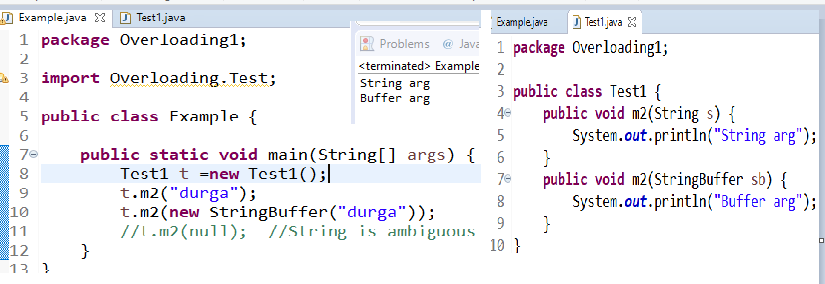 Example.java Test1.java
1 package Overloading1;
2
3 import Overloading.Test;
4
5 public class Example {
6
7 public static void main(String[] args) {
8 Test1 t =new Test1();
9 t.m2("durga");
10 t.m2(new StringBuffer("durga"));
11 //t.m2(null); //String is ambiguous
12 }
13 }
Problems @ Java
<terminated> Example
String arg
Buffer arg
Example.java Test1.java
1 package Overloading1;
2
3 public class Test1 {
4 public void m2(String s) {
5 System.out.println("String arg");
6 }
7 public void m2(StringBuffer sb) {
8 System.out.println("Buffer arg");
9 }
10 }